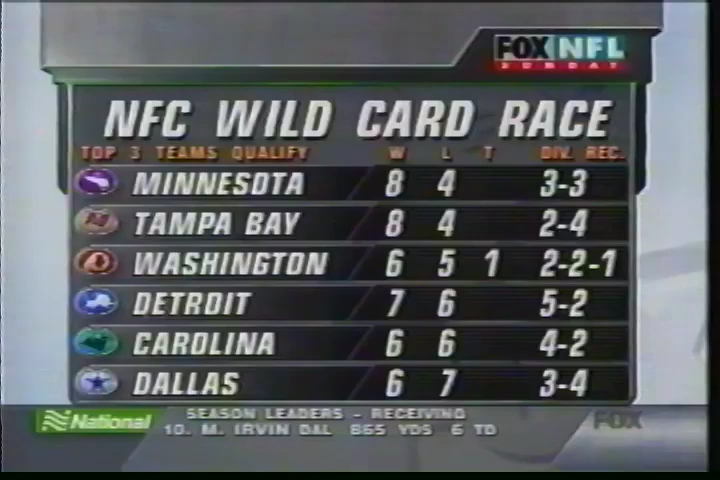 FOX NFL
SUNDAY
NFC WILD CARD RACE
TOP 3 TEAMS QUALIFY W L T DIV. REC.
MINNESOTA 8 4 3-3
TAMPA BAY 8 4 2-4
WASHINGTON 6 5 1 2-2-1
DETROIT 7 6 5-2
CAROLINA 6 6 4-2
DALLAS 6 7 3-4
National SEASON LEADERS - RECEIVING FOX
10. M. IRVIN DAL 865 YDS 6 TD